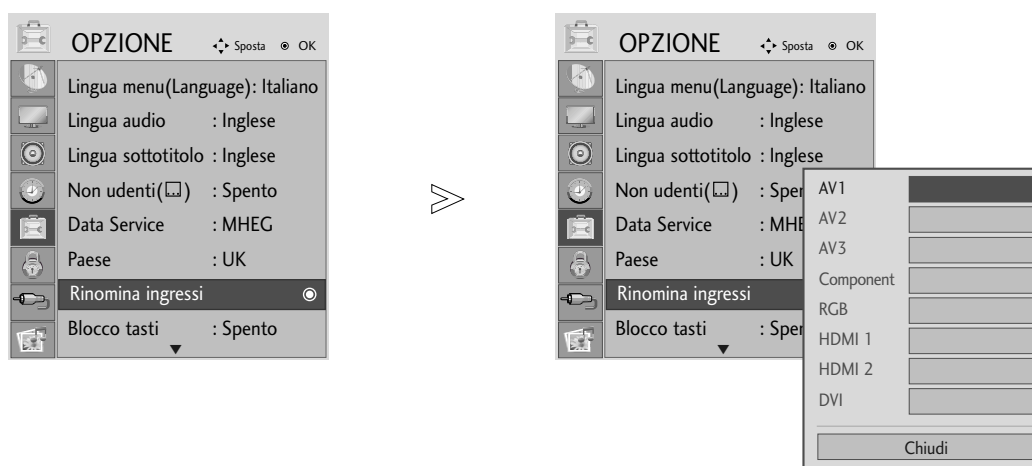 OPZIONE Sposta OK
Lingua menu(Language): Italiano
Lingua audio : Inglese
Lingua sottotitolo : Inglese
Non udenti( ) : Spento
Data Service : MHEG
Paese : UK
Rinomina ingressi
Blocco tasti : Spento
OPZIONE Sposta OK
Lingua menu(Language): Italiano
Lingua audio : Inglese
Lingua sottotitolo : Inglese
Non udenti( ) : Sper
Data Service : MHE
Paese : UK
Rinomina ingressi
Blocco tasti : Sper
AV1
AV2
AV3
Component
RGB
HDMI 1
HDMI 2
DVI
Chiudi